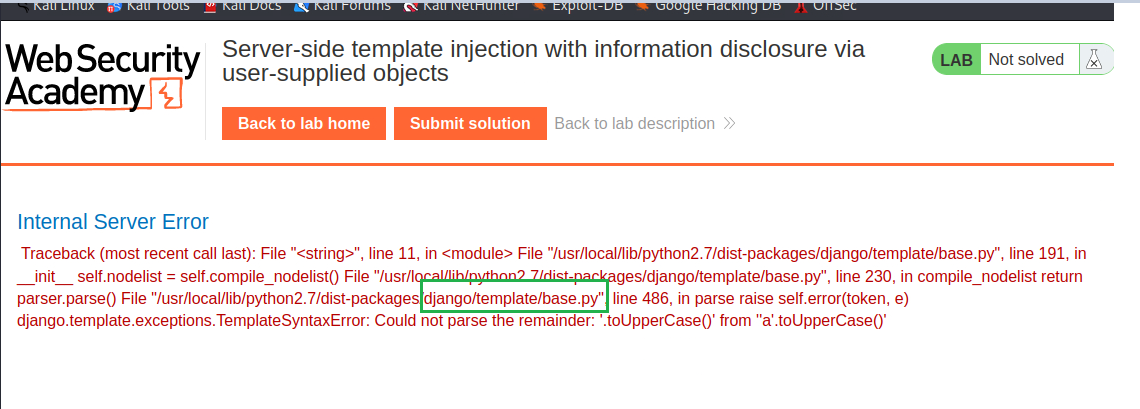 Kali Linux Kali Tools Kali Docs Kali Forums Kali NetHunter Exploit-DB Google Hacking DB OffSec
Web Security
Academy
Server-side template injection with information disclosure via
user-supplied objects
Back to lab home Submit solution Back to lab description
LAB Not solved
Internal Server Error
Traceback (most recent call last): File "<string>", line 11, in <module> File "/usr/local/lib/python2.7/dist-packages/django/template/base.py", line 191, in
__init__ self.nodelist = self.compile_nodelist() File "/usr/local/lib/python2.7/dist-packages/django/template/base.py", line 230, in compile_nodelist return
parser.parse() File "/usr/local/lib/python2.7/dist-packages/django/template/base.py", line 486, in parse raise self.error(token, e)
django.template.exceptions.TemplateSyntaxError: Could not parse the remainder: '.toUpperCase()' from ''a'.toUpperCase()'